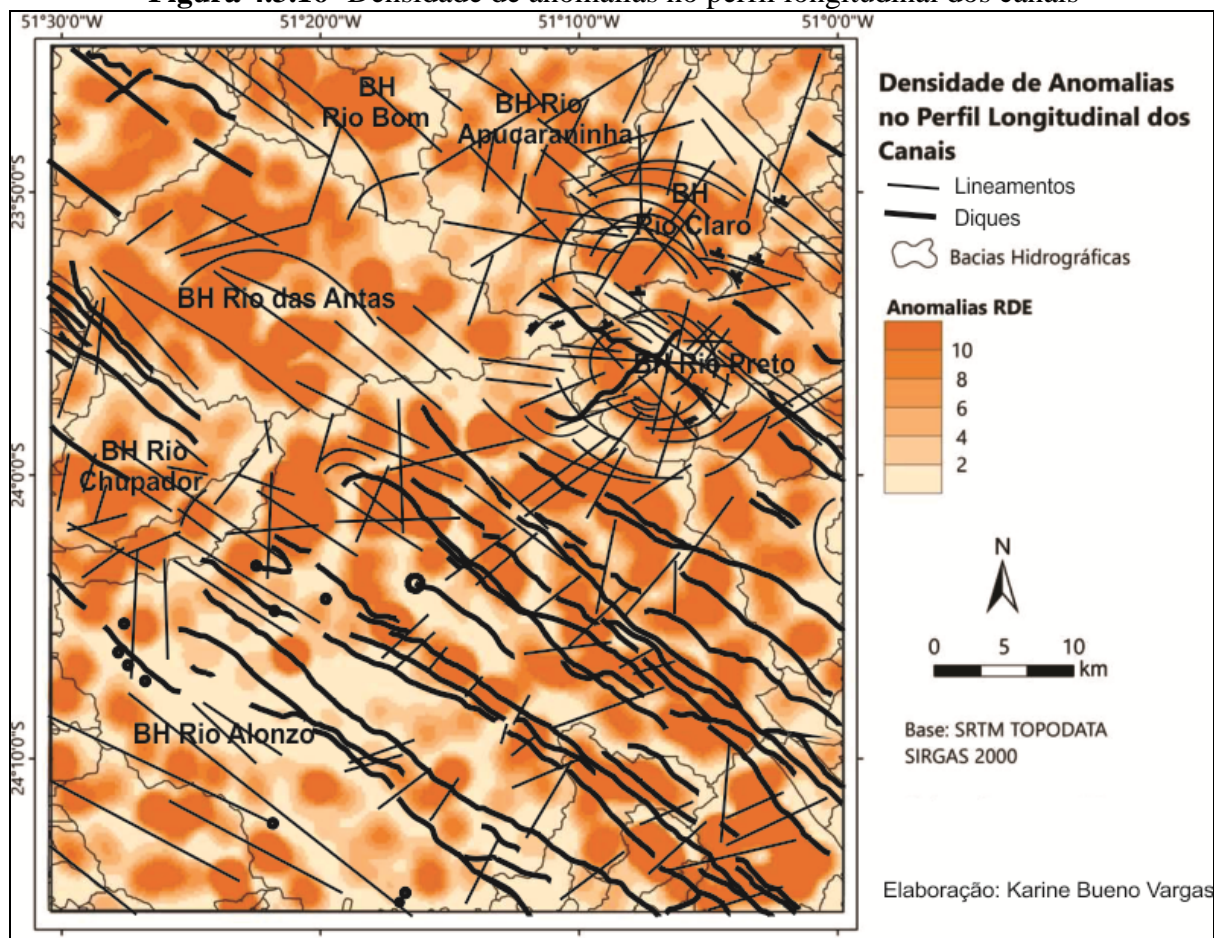 Figura 4.3.10- Densidade de anomalias no perfil longitudinal dos canais
51°30'0"W
51°20'0"W
51°10'0"W
51°0'0"W
23°50'0"S
24°0'0"S
24°10'0"S
BH
Rio Bom
BH Rio
Apucaraninha
BH
Rio Claro
BH Rio das Antas
BH Rio Preto
BH Rio
Chupador
BH Rio Alonzo
Densidade de Anomalias
no Perfil Longitudinal dos
Canais
Lineamentos
Diques
Bacias Hidrográficas
Anomalias RDE
10
8
6
4
2
N
0 5 10
km
Base: SRTM TOPODATA
SIRGAS 2000
Elaboração: Karine Bueno Vargas